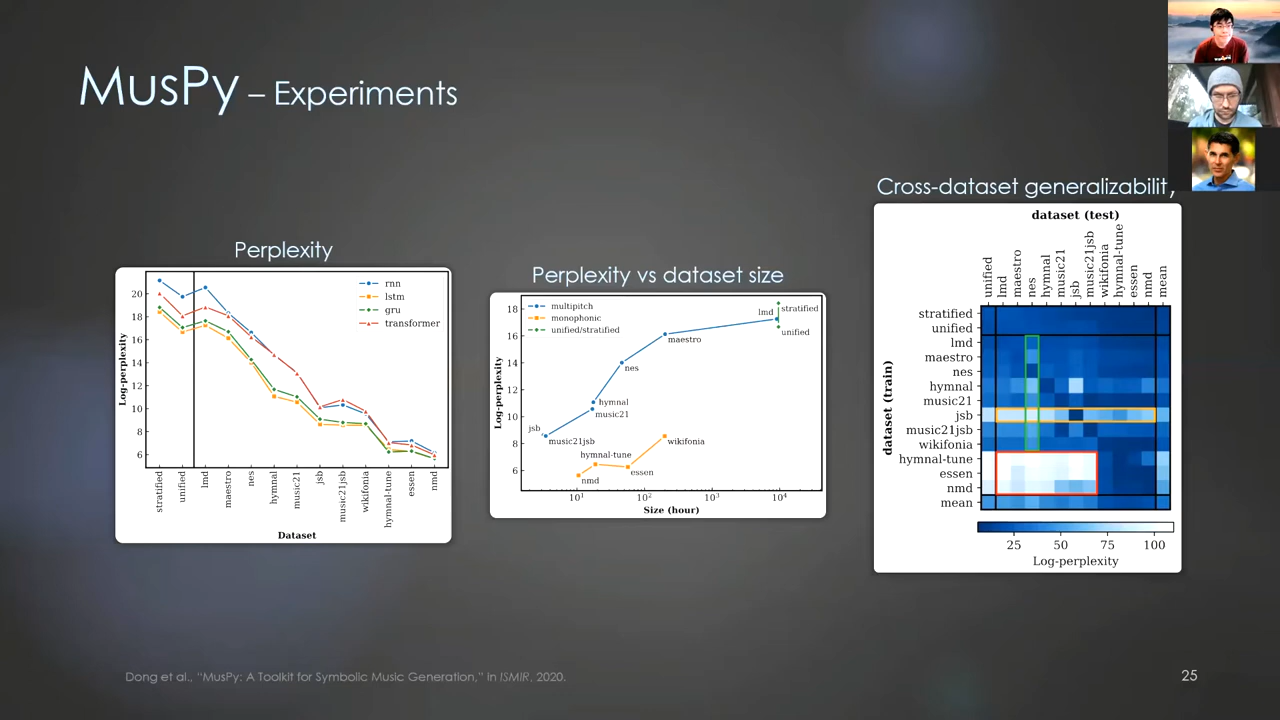 MusPy – Experiments
Perplexity
20
18
16
14
12
10
8
6
Log-perplexity
rnn
lstm
gru
transformer
stratified
unified
lmd
maestro
nes
hymnal
music21
jsb
music21jsb
wikifonia
hymnal-tune
essen
nmd
Dataset
Perplexity vs dataset size
18
16
14
12
10
8
6
Log-perplexity
multipitch
monophonic
unified/stratified
lmd
stratified
unified
maestro
nes
hymnal
music21
jsb
music21jsb
wikifonia
hymnal-tune
essen
nmd
10¹
10²
10³
10⁴
Size (hour)
Cross-dataset generalizabilit
dataset (test)
unified
lmd
maestro
nes
hymnal
music21
jsb
music21jsb
wikifonia
hymnal-tune
essen
nmd
mean
dataset (train)
stratified
unified
lmd
maestro
nes
hymnal
music21
jsb
music21jsb
wikifonia
hymnal-tune
essen
nmd
mean
25
50
75
100
Log-perplexity
Dong et al., "MusPy: A Toolkit for Symbolic Music Generation," in ISMIR, 2020.
25